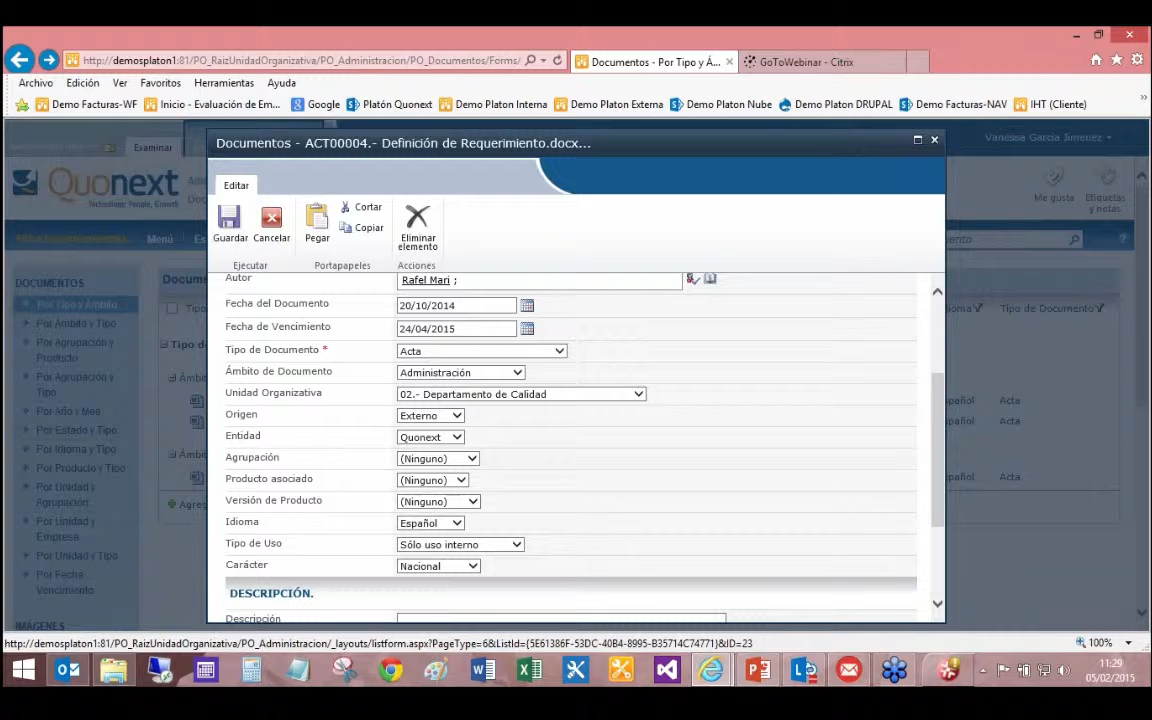 http://demosplaton1:81/PO_RaizUnidadOrganizativa/PO_Administracion/PO_Documentos/Forms/
Documentos - Por Tipo y Á...
GoToWebinar - Citrix
Archivo Edición Ver Favoritos Herramientas Ayuda
Demo Facturas-WF Inicio - Evaluación de Em... Google Platón Quonext Demo Platon Interna Demo Platon Externa Demo Platon Nube Demo Platon DRUPAL Demo Facturas-NAV IHT (Cliente)
Examinar
Vanessa García Jimenez
Documentos - ACT00004.- Definición de Requerimiento.docx...
Quonext
Technology, People, Growth
Me gusta
Etiquetas y notas
Editar
Guardar Cancelar Pegar Cortar Copiar Eliminar elemento
Ejecutar Portapapeles Acciones
Menú
DOCUMENTOS
Por Tipo y Ámbito
Por Ámbito y Tipo
Por Agrupación y
Producto
Por Agrupación y
Tipo
Por Año y Mes
Por Estado y Tipo
Por Idioma y Tipo
Por Producto y Tipo
Por Unidad y
Agrupación
Por Unidad y
Empresa
Por Unidad y Tipo
Por Fecha
Vencimiento
IMÁGENES
Tipo de Documento
Acta
Acta
Acta
Autor Rafel Mari ;
Fecha del Documento 20/10/2014
Fecha de Vencimiento 24/04/2015
Tipo de Documento * Acta
Ámbito de Documento Administración
Unidad Organizativa 02.- Departamento de Calidad
Origen Externo
Entidad Quonext
Agrupación (Ninguno)
Producto asociado (Ninguno)
Versión de Producto (Ninguno)
Idioma Español
Tipo de Uso Sólo uso interno
Carácter Nacional
DESCRIPCIÓN.
Descripción
http://demosplaton1:81/PO_RaizUnidadOrganizativa/PO_Administracion/_layouts/listform.aspx?PageType=6&ListId={5E61386F-53DC-40B4-8995-B35714C74771}&ID=23
100%
11:29
05/02/2015